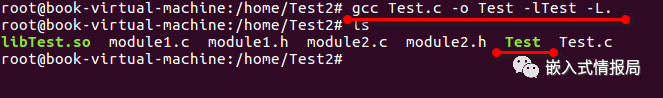 root@book-virtual-machine:/home/Test2# gcc Test.c -o Test -lTest -L.
root@book-virtual-machine:/home/Test2# ls
libTest.so module1.c module1.h module2.c module2.h Test Test.c
root@book-virtual-machine:/home/Test2#
嵌入式情报局